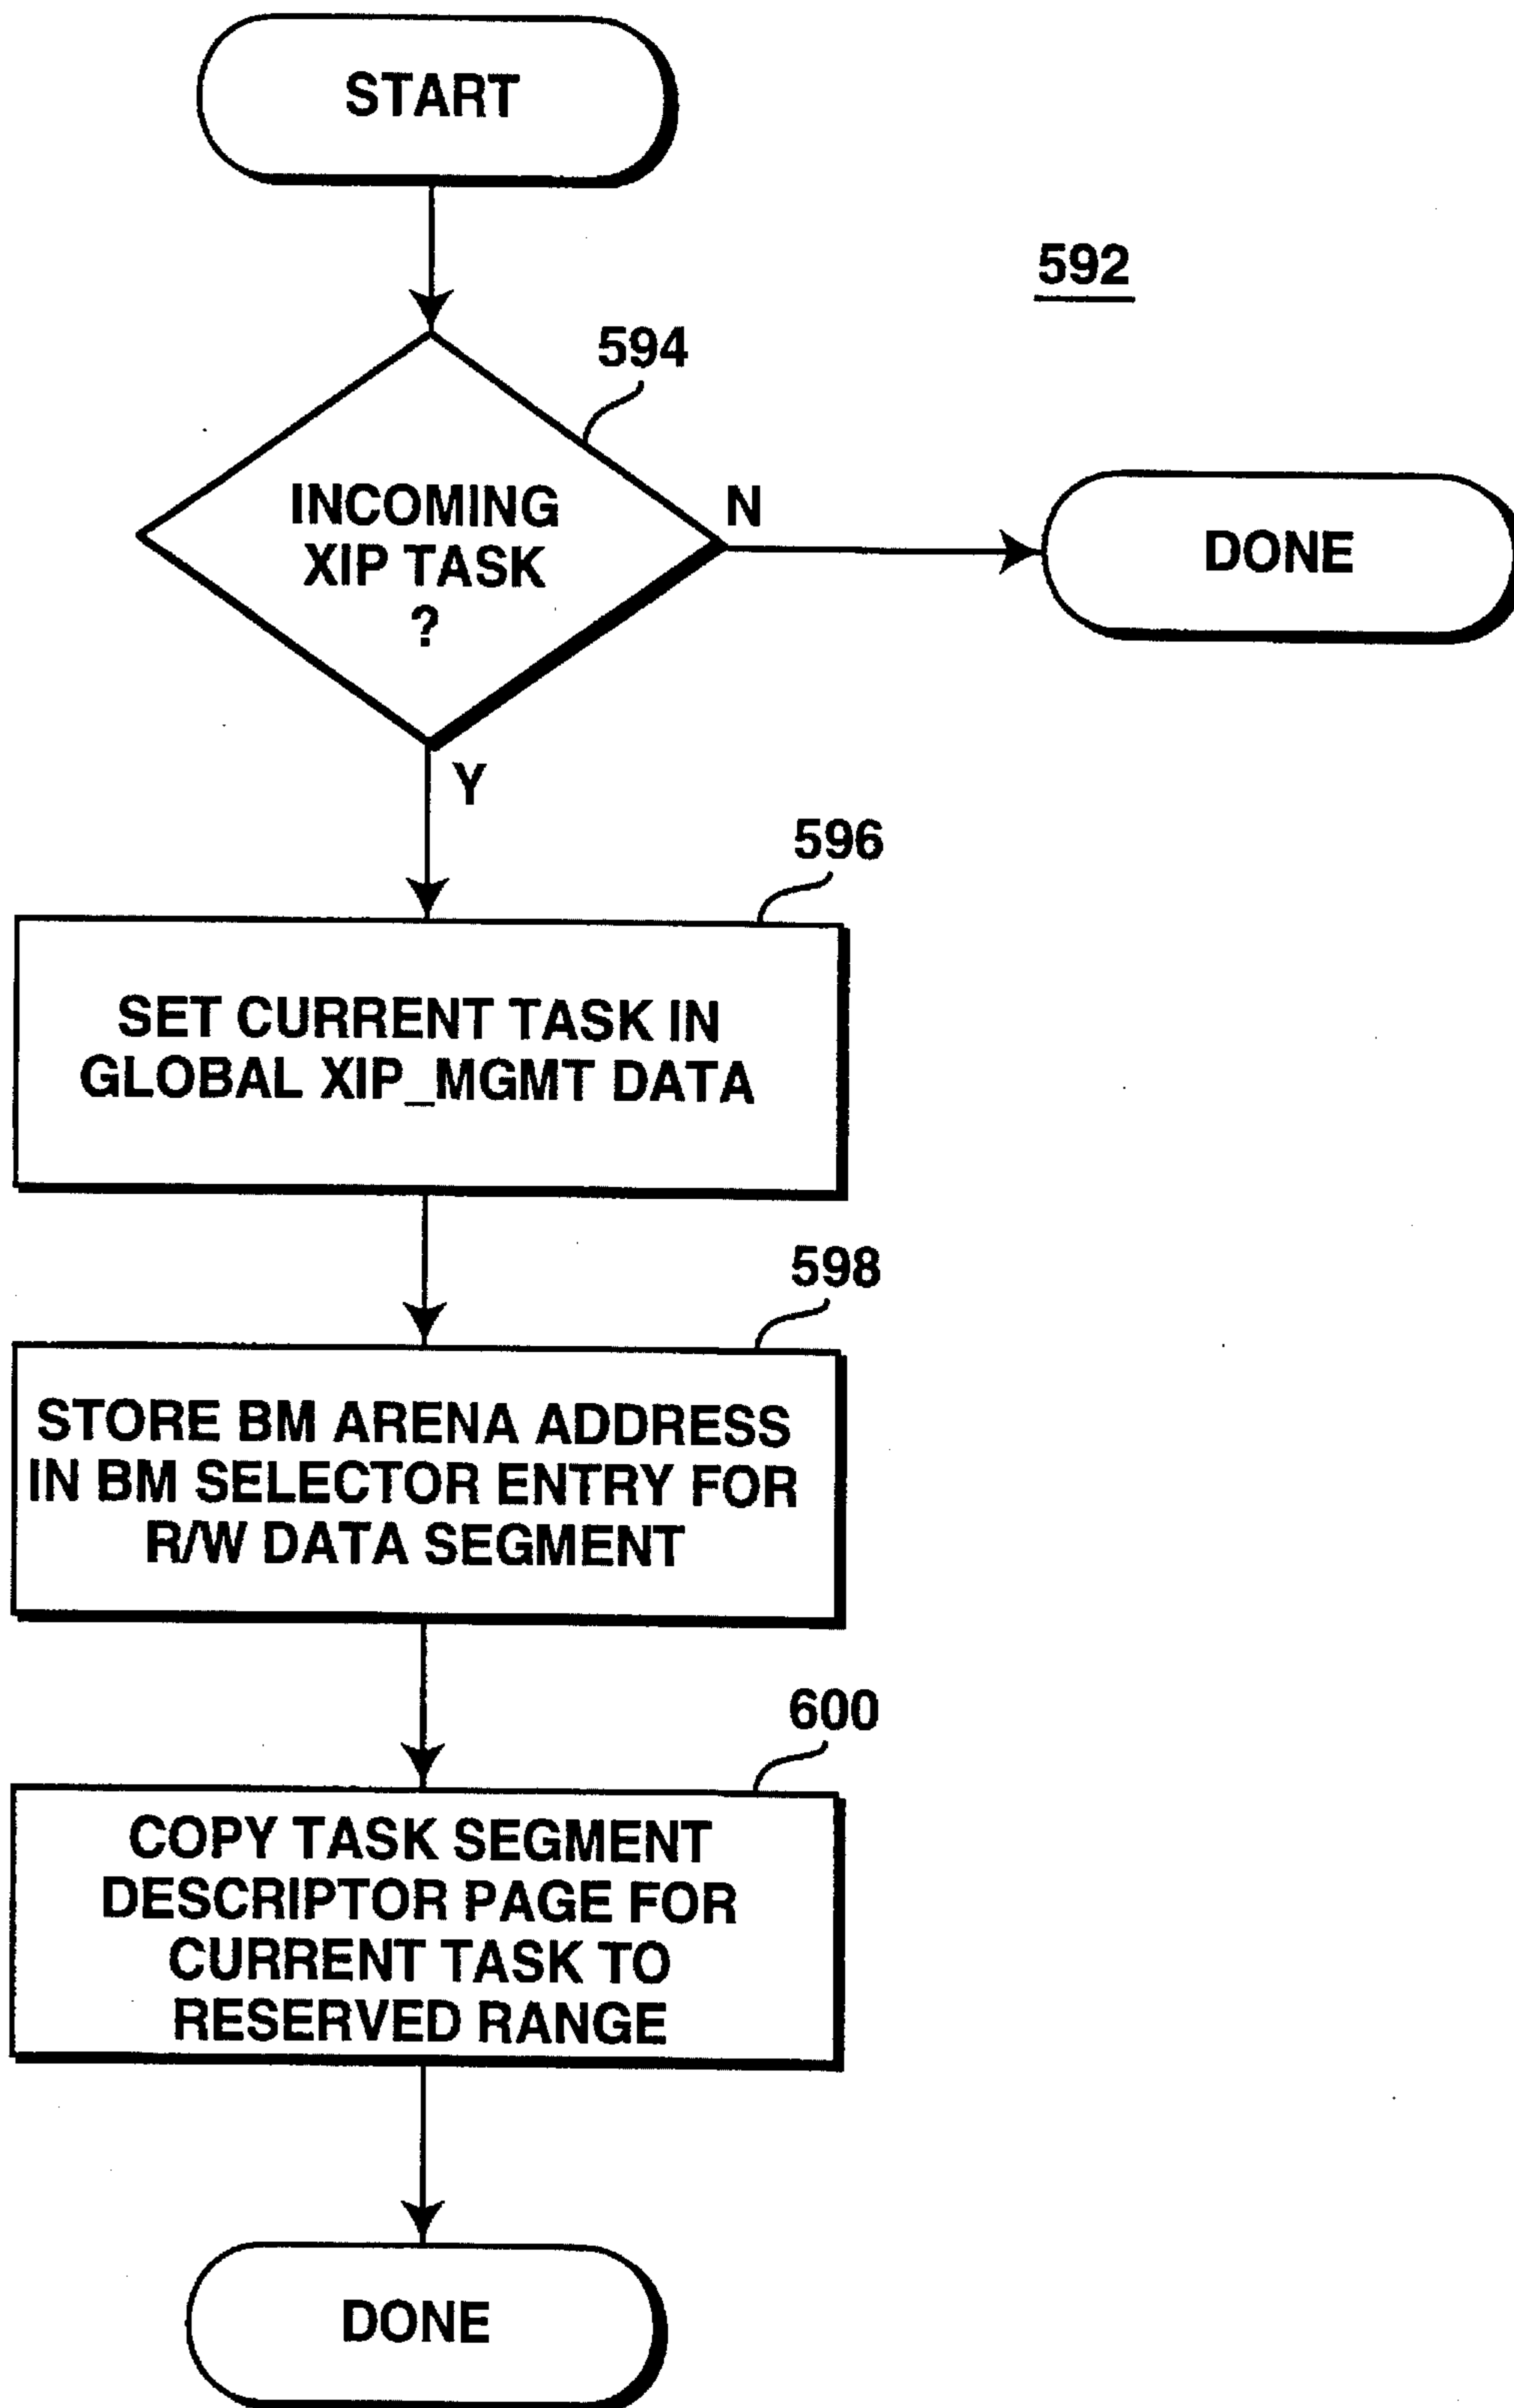 START
592
594
INCOMING
XIP TASK
?
N
DONE
Y
596
SET CURRENT TASK IN
GLOBAL XIP_MGMT DATA
598
STORE BM ARENA ADDRESS
IN BM SELECTOR ENTRY FOR
R/W DATA SEGMENT
600
COPY TASK SEGMENT
DESCRIPTOR PAGE FOR
CURRENT TASK TO
RESERVED RANGE
DONE